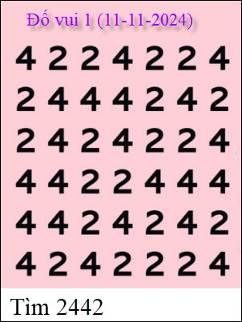 Đố vui 1 (11-11-2024)
4 2 2 4 2 2 4
2 4 4 4 2 4 2
2 4 2 4 2 2 4
4 4 2 2 4 4 4
4 4 2 4 2 4 2
4 2 4 2 2 2 4
Tìm 2442